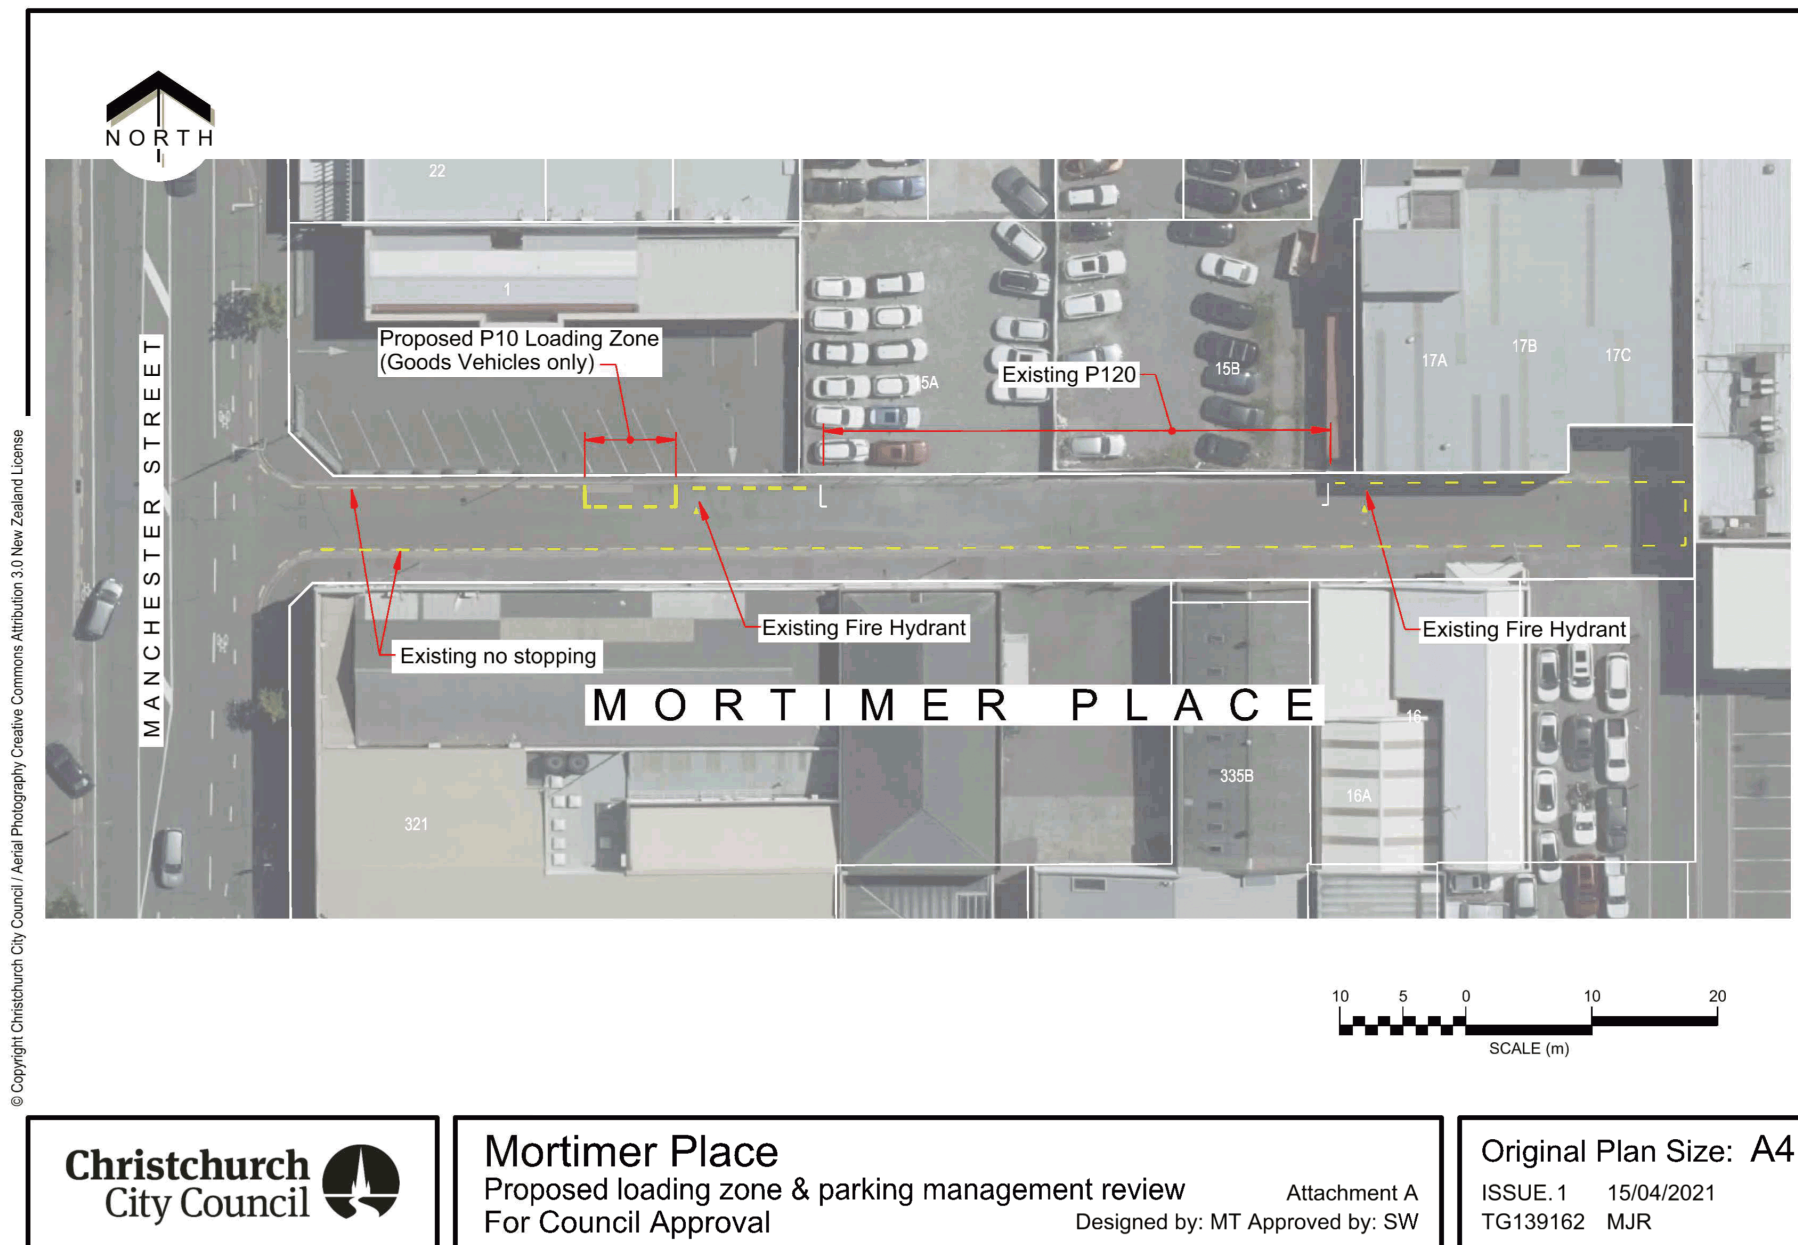 NORTH
22
1
Proposed P10 Loading Zone
(Goods Vehicles only)
15A
Existing P120
15B
17A
17B
17C
MANCHESTER STREET
Existing no stopping
Existing Fire Hydrant
Existing Fire Hydrant
MORTIMER PLACE
16
335B
16A
321
© Copyright Christchurch City Council / Aerial Photography Creative Commons Attribution 3.0 New Zealand License
10 5 0 10 20
SCALE (m)
Christchurch
City Council
Mortimer Place
Proposed loading zone & parking management review
For Council Approval
Attachment A
Designed by: MT Approved by: SW
Original Plan Size: A4
ISSUE.1 15/04/2021
TG139162 MJR